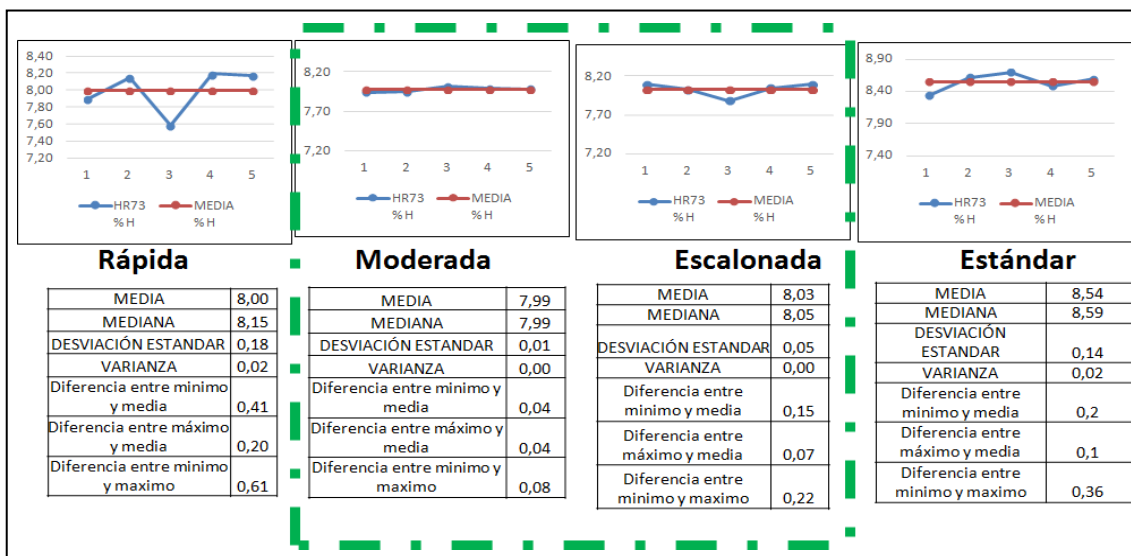 8,40
8,20
8,00
7,80
7,60
7,40
7,20
1 2 3 4 5
HR73 % H
MEDIA % H
8,20
7,70
7,20
1 2 3 4 5
HR73 % H
MEDIA % H
8,20
7,70
7,20
1 2 3 4 5
HR73 % H
MEDIA % H
8,90
8,40
7,90
7,40
1 2 3 4 5
HR73 % H
MEDIA % H
Rápida
MEDIA 8,00
MEDIANA 8,15
DESVIACIÓN ESTANDAR 0,18
VARIANZA 0,02
Diferencia entre minimo
y media 0,41
Diferencia entre máximo
y media 0,20
Diferencia entre minimo
y maximo 0,61
Moderada
MEDIA 7,99
MEDIANA 7,99
DESVIACIÓN ESTANDAR 0,01
VARIANZA 0,00
Diferencia entre minimo y
media 0,04
Diferencia entre máximo y
media 0,04
Diferencia entre minimo y
maximo 0,08
Escalonada
MEDIA 8,03
MEDIANA 8,05
DESVIACIÓN ESTANDAR 0,05
VARIANZA 0,00
Diferencia entre
minimo y media 0,15
Diferencia entre
máximo y media 0,07
Diferencia entre
minimo y maximo 0,22
Estándar
MEDIA 8,54
MEDIANA 8,59
DESVIACIÓN
ESTANDAR 0,14
VARIANZA 0,02
Diferencia entre
minimo y media 0,2
Diferencia entre
máximo y media 0,1
Diferencia entre
minimo y maximo 0,36